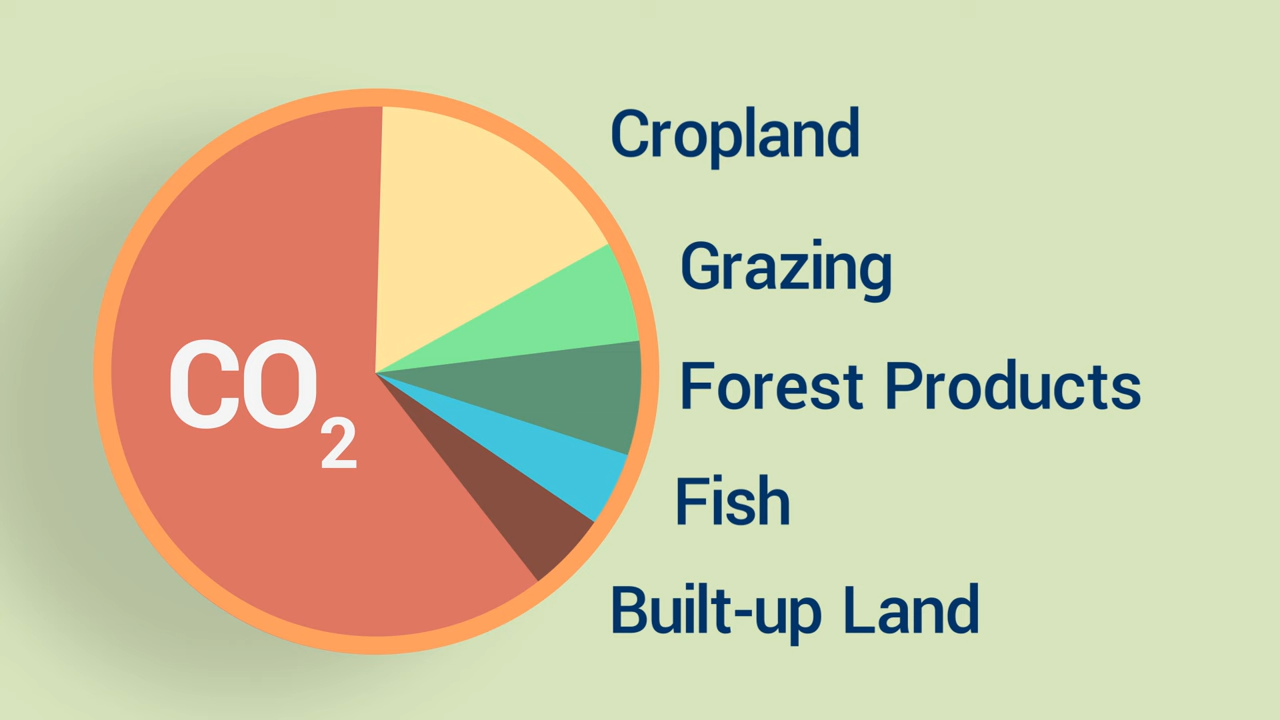 Cropland
Grazing
CO₂
Forest Products
Fish
Built-up Land